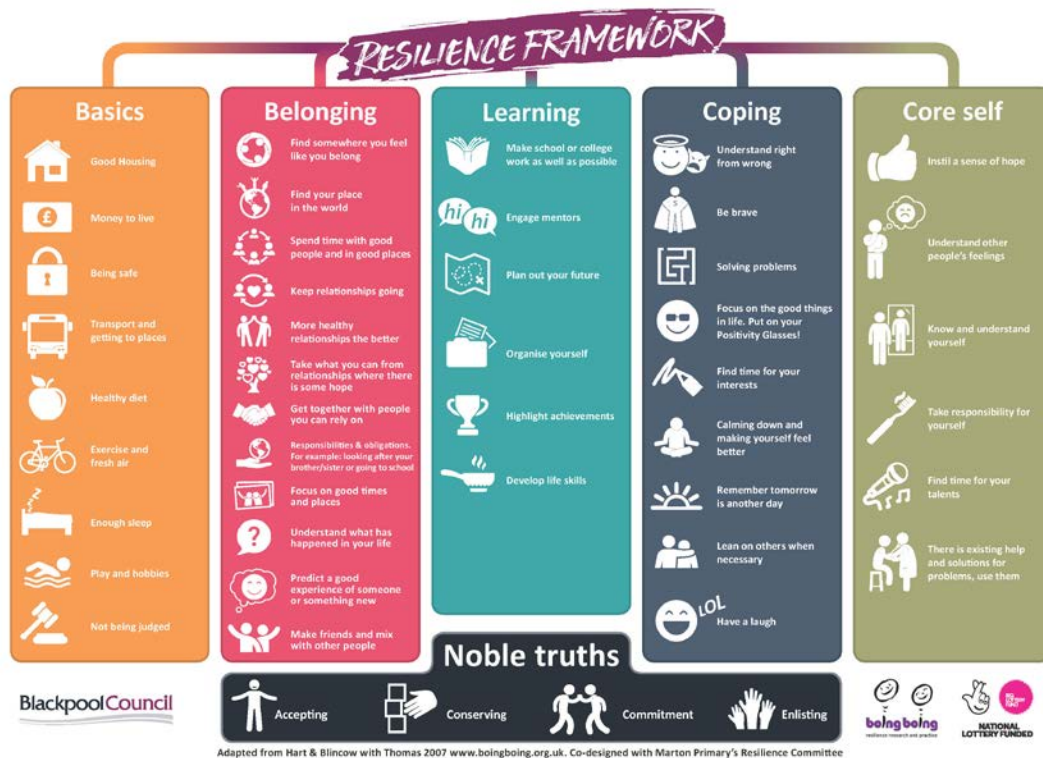 RESILIENCE FRAMEWORK
Basics
Good Housing
£
Money to live
Being safe
Transport and
getting to places
Healthy diet
Exercise and
fresh air
Enough sleep
Play and hobbies
Not being judged
Belonging
Find somewhere you feel
like you belong
Find your place
in the world
Spend time with good
people and in good places
Keep relationships going
More healthy
relationships the better
Take what you can from
relationships where there
is some hope
Get together with people
you can rely on
Responsibilities & obligations.
For example: looking after your
brother/sister or going to school
Focus on good times
and places
?
Understand what has
happened in your life
Predict a good
experience of someone
or something new
Make friends and mix
with other people
Learning
Make school or college
work as well as possible
hi hi
Engage mentors
Plan out your future
Organise yourself
Highlight achievements
Develop life skills
Coping
Understand right
from wrong
S
Be brave
Solving problems
Focus on the good things
in life. Put on your
Positivity Glasses!
Find time for your
interests
Calming down and
making yourself feel
better
Remember tomorrow
is another day
Lean on others when
necessary
LOL
Have a laugh
Core self
Instil a sense of hope
Understand other
people's feelings
Know and understand
yourself
Take responsibility for
yourself
Find time for your
talents
There is existing help
and solutions for
problems, use them
Noble truths
Accepting
Conserving
Commitment
Enlisting
BlackpoolCouncil
boingboing
resilience research and practice
BIG
LOTTERY
FUND
NATIONAL
LOTTERY FUNDED
Adapted from Hart & Blincow with Thomas 2007 www.boingboing.org.uk. Co-designed with Marton Primary's Resilience Committee